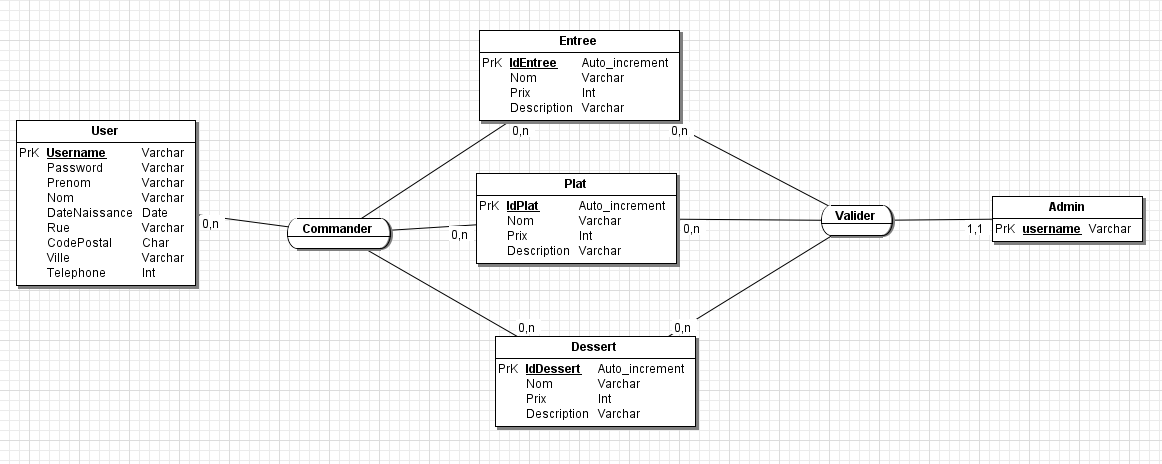 Entree
PrK IdEntree Auto_increment
Nom Varchar
Prix Int
Description Varchar
0,n
0,n
User
PrK Username Varchar
Password Varchar
Prenom Varchar
Nom Varchar
DateNaissance Date
Rue Varchar
CodePostal Char
Ville Varchar
Telephone Int
0,n
Commander
0,n
Plat
PrK IdPlat Auto_increment
Nom Varchar
Prix Int
Description Varchar
0,n
Valider
1,1
Admin
PrK username Varchar
0,n
0,n
Dessert
PrK IdDessert Auto_increment
Nom Varchar
Prix Int
Description Varchar